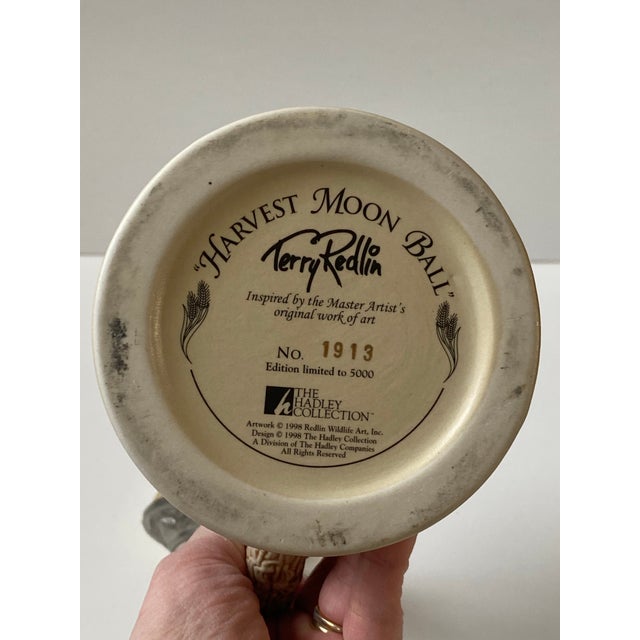 "HARVEST MOON BALL"
Terry Redlin
Inspired by the Master Artist's
original work of art
No. 1913
Edition limited to 5000
h THE
HADLEY
COLLECTION™
Artwork © 1998 Redlin Wildlife Art, Inc.
Design © 1998 The Hadley Collection
A Division of The Hadley Companies
All Rights Reserved